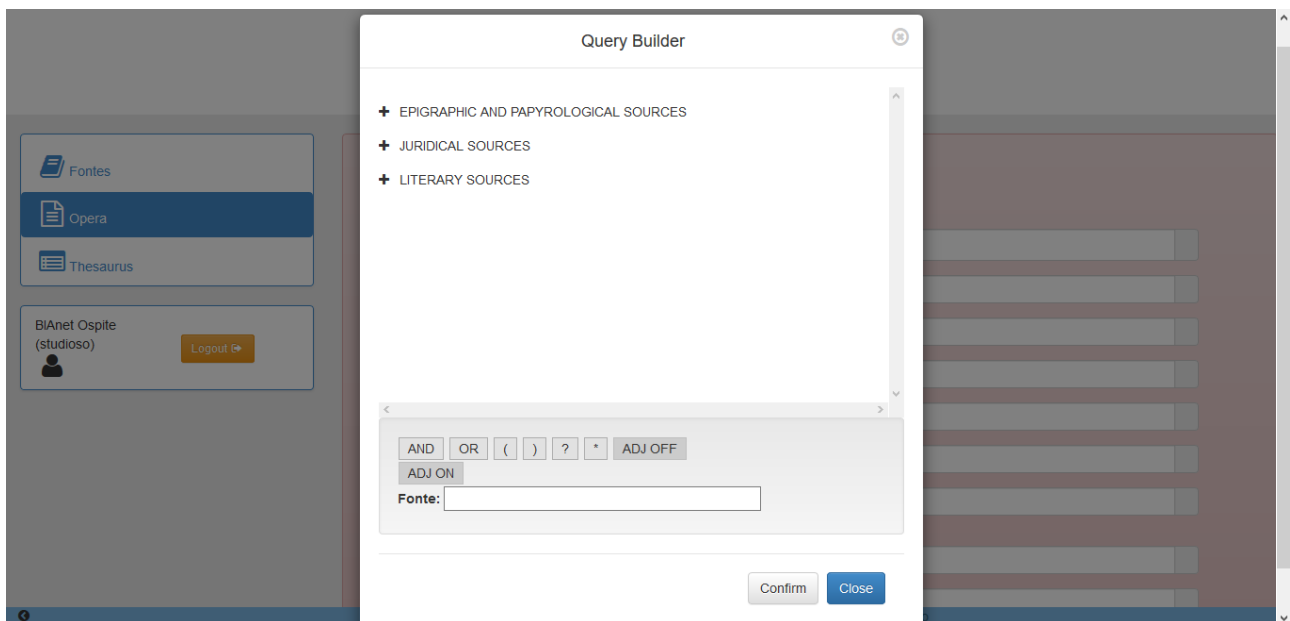 Query Builder
EPIGRAPHIC AND PAPYROLOGICAL SOURCES
JURIDICAL SOURCES
LITERARY SOURCES
Fontes
Opera
Thesaurus
BIAnet Ospite
(studioso)
Logout
AND OR ( ) ? * ADJ OFF
ADJ ON
Fonte:
Confirm Close